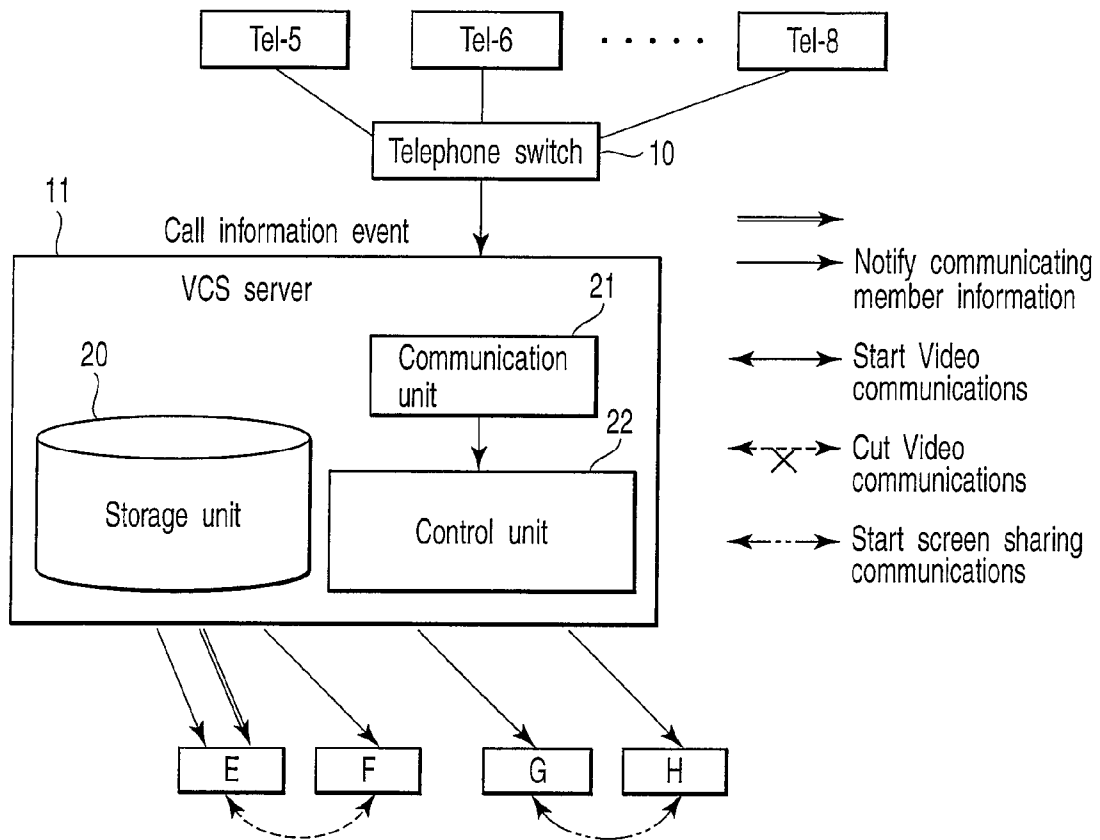 Tel-5
Tel-6
Tel-8
Telephone switch
10
11
Call information event
VCS server
21
Communication
unit
20
22
Storage unit
Control unit
Notify communicating
member information
Start Video
communications
Cut Video
communications
Start screen sharing
communications
E
F
G
H